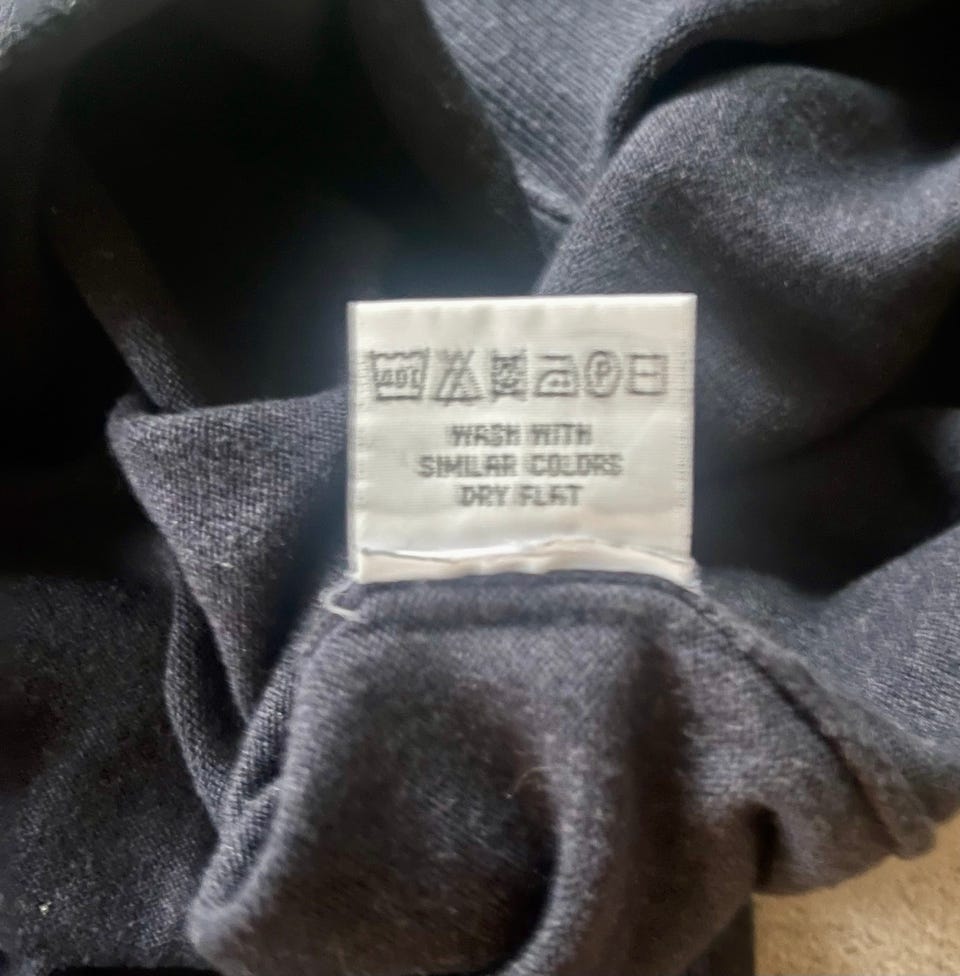 P
WASH WITH
SIMILAR COLORS
DRY FLAT